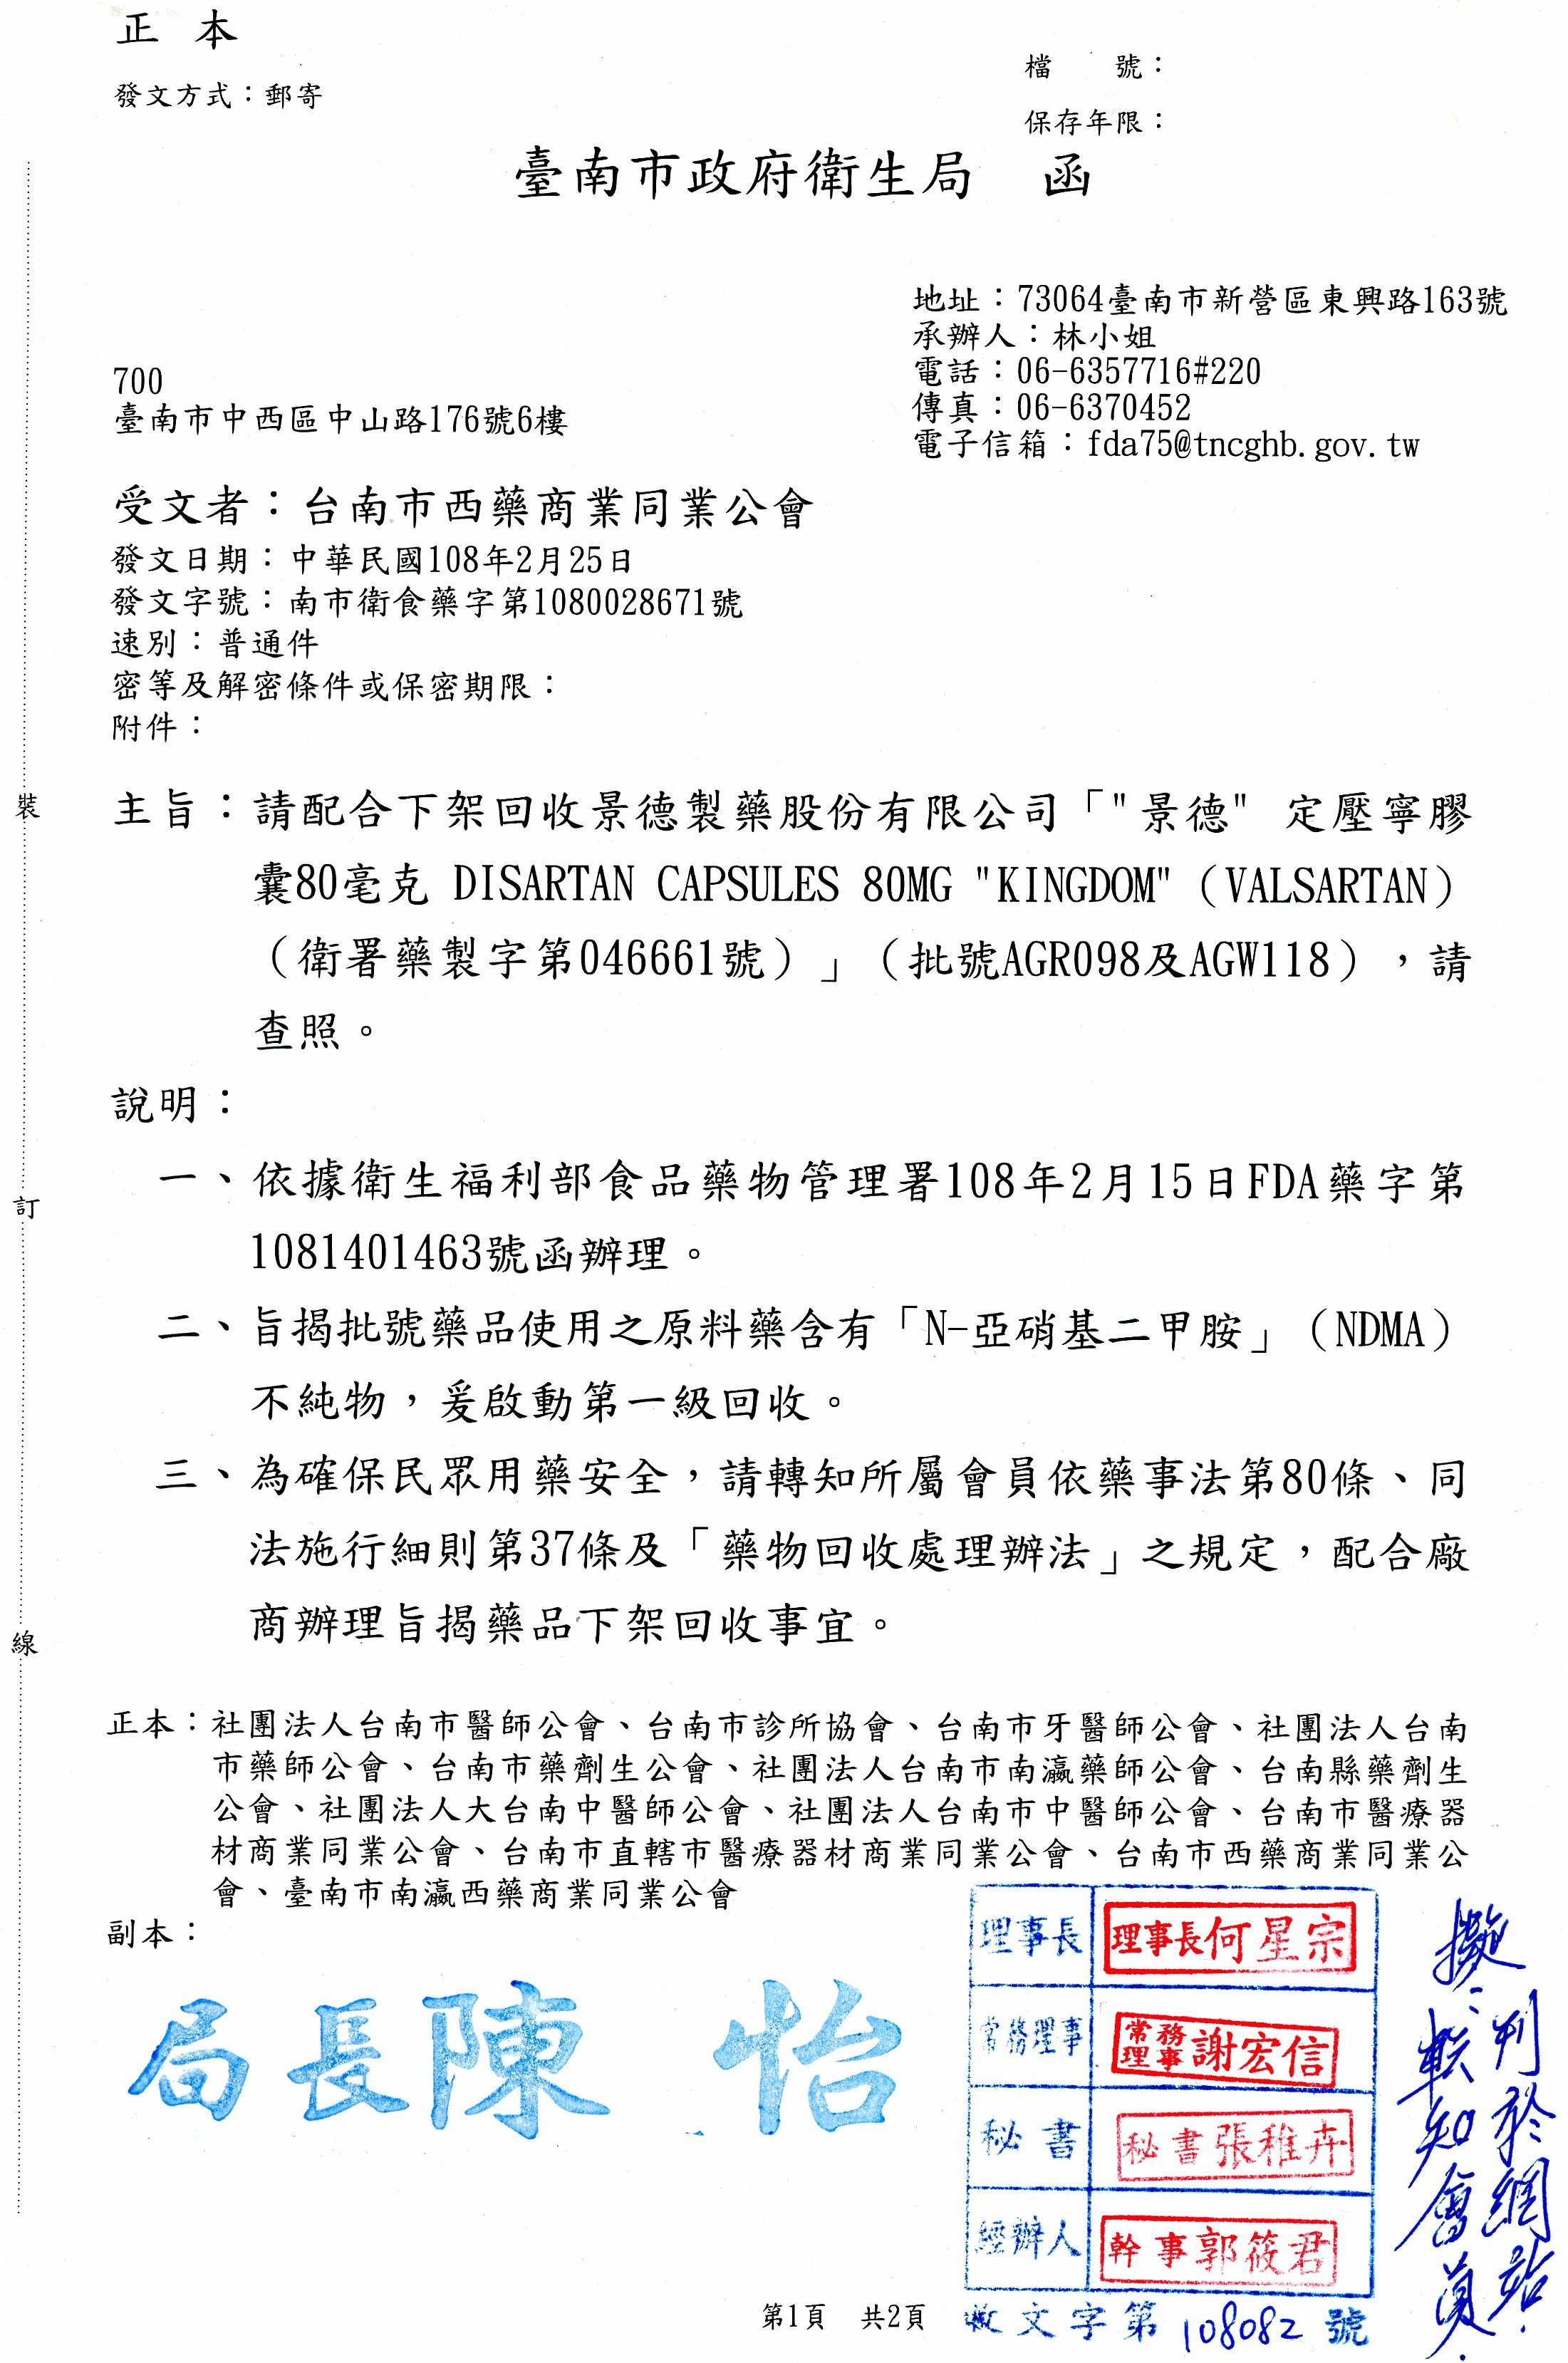 正本
發文方式：郵寄
檔　　號：
保存年限：
臺南市政府衛生局　函
地址：73064臺南市新營區東興路163號
承辦人：林小姐
電話：06-6357716#220
傳真：06-6370452
電子信箱：fda75@tncghb.gov.tw
700
臺南市中西區中山路176號6樓
受文者：台南市西藥商業同業公會
發文日期：中華民國108年2月25日
發文字號：南市衛食藥字第1080028671號
速別：普通件
密等及解密條件或保密期限：
附件：
主旨：請配合下架回收景德製藥股份有限公司「"景德" 定壓寧膠
囊80毫克 DISARTAN CAPSULES 80MG "KINGDOM"（VALSARTAN）
（衛署藥製字第046661號）」（批號AGR098及AGW118），請
查照。
說明：
一、依據衛生福利部食品藥物管理署108年2月15日FDA藥字第
1081401463號函辦理。
二、旨揭批號藥品使用之原料藥含有「N-亞硝基二甲胺」（NDMA）
不純物，爰啟動第一級回收。
三、為確保民眾用藥安全，請轉知所屬會員依藥事法第80條、同
法施行細則第37條及「藥物回收處理辦法」之規定，配合廠
商辦理旨揭藥品下架回收事宜。
正本：社團法人台南市醫師公會、台南市診所協會、台南市牙醫師公會、社團法人台南
市藥師公會、台南市藥劑生公會、社團法人台南市南瀛藥師公會、台南縣藥劑生
公會、社團法人大台南中醫師公會、社團法人台南市中醫師公會、台南市醫療器
材商業同業公會、台南市直轄市醫療器材商業同業公會、台南市西藥商業同業公
會、臺南市南瀛西藥商業同業公會
副本：
局長陳　怡
理事長 理事長何星宗
常務理事 常務理事謝宏信
秘書 秘書張稚卉
經辦人 幹事郭筱君
收文字第108082號
擬:
刊於網站.
轉知會員.
第1頁　共2頁
裝
訂
線